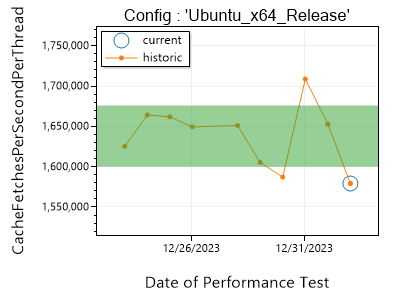 Config : 'Ubuntu_x64_Release'
CacheFetchesPerSecondPerThread
1,750,000
1,700,000
1,650,000
1,600,000
1,550,000
current
historic
12/26/2023
12/31/2023
Date of Performance Test